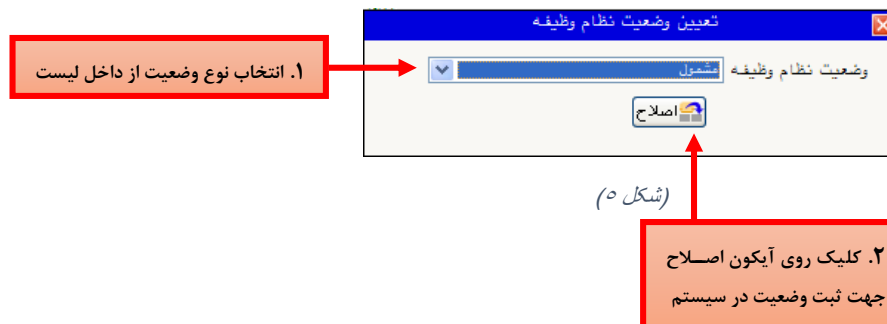 تعیین وضعیت نظام وظیفه
وضعیت نظام وظیفه مشمول
۱. انتخاب نوع وضعیت از داخل لیست
اصلاح
(شکل ۵)
۲. کلیک روی آیکون اصـــلاح
جهت ثبت وضعیت در سیستم